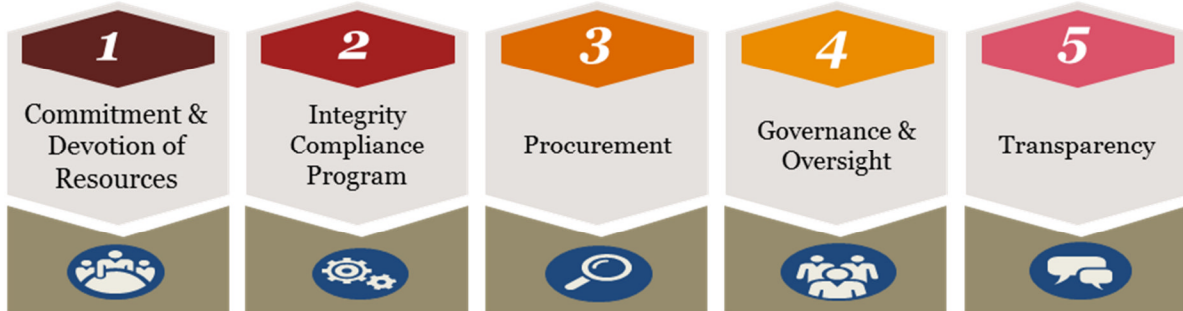 1
Commitment &
Devotion of
Resources
2
Integrity
Compliance
Program
3
Procurement
4
Governance &
Oversight
5
Transparency